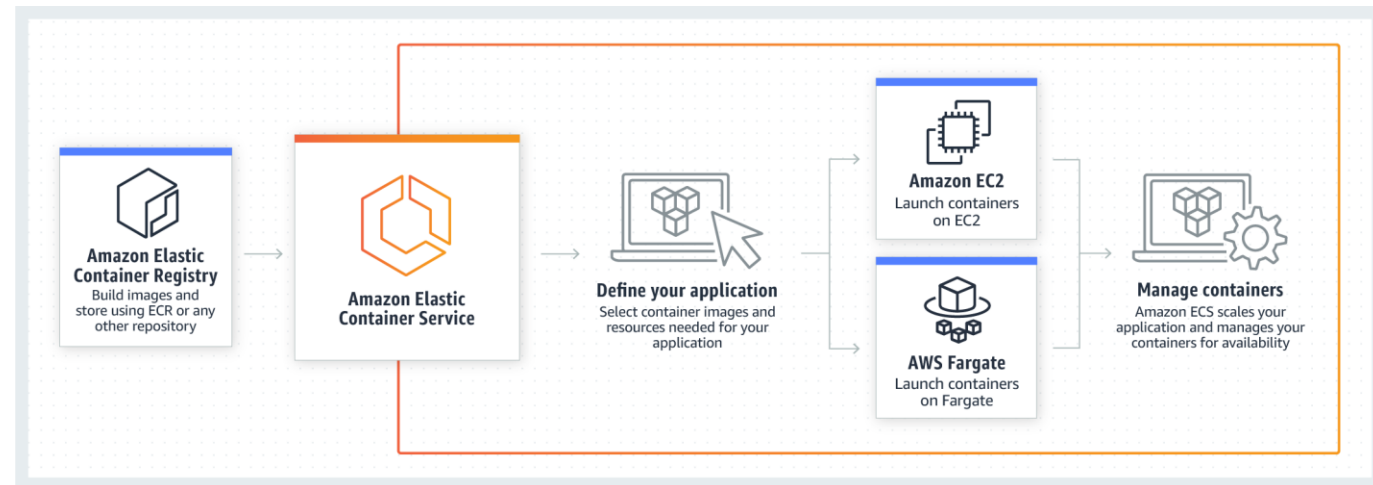 Amazon Elastic
Container Registry
Build images and
store using ECR or any
other repository
Amazon Elastic
Container Service
Define your application
Select container images and
resources needed for your
application
Amazon EC2
Launch containers
on EC2
AWS Fargate
Launch containers
on Fargate
Manage containers
Amazon ECS scales your
application and manages your
containers for availability